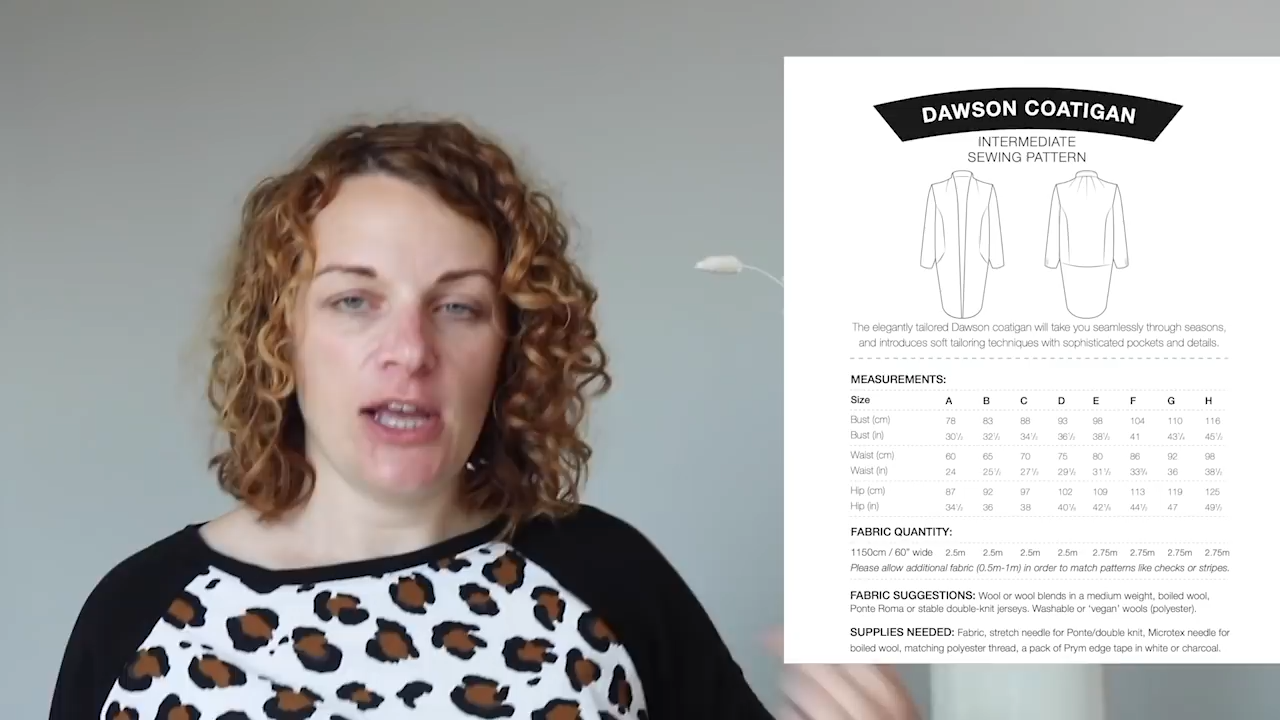 DAWSON COATIGAN
INTERMEDIATE
SEWING PATTERN
The elegantly tailored Dawson coatigan will take you seamlessly through seasons,
and introduces soft tailoring techniques with sophisticated pockets and details.
MEASUREMENTS:
Size A B C D E F G H
Bust (cm) 78 83 88 93 98 104 110 116
Bust (in) 30½ 32½ 34½ 36½ 38½ 41 43¼ 45½
Waist (cm) 60 65 70 75 80 86 92 98
Waist (in) 24 25½ 27½ 29½ 31½ 33¾ 36 38½
Hip (cm) 87 92 97 102 109 113 119 125
Hip (in) 34½ 36 38 40¼ 42¾ 44½ 47 49½
FABRIC QUANTITY:
1150cm / 60" wide 2.5m 2.5m 2.5m 2.5m 2.75m 2.75m 2.75m 2.75m
Please allow additional fabric (0.5m-1m) in order to match patterns like checks or stripes.
FABRIC SUGGESTIONS: Wool or wool blends in a medium weight, boiled wool,
Ponte Roma or stable double-knit jerseys. Washable or 'vegan' wools (polyester).
SUPPLIES NEEDED: Fabric, stretch needle for Ponte/double knit, Microtex needle for
boiled wool, matching polyester thread, a pack of Prym edge tape in white or charcoal.